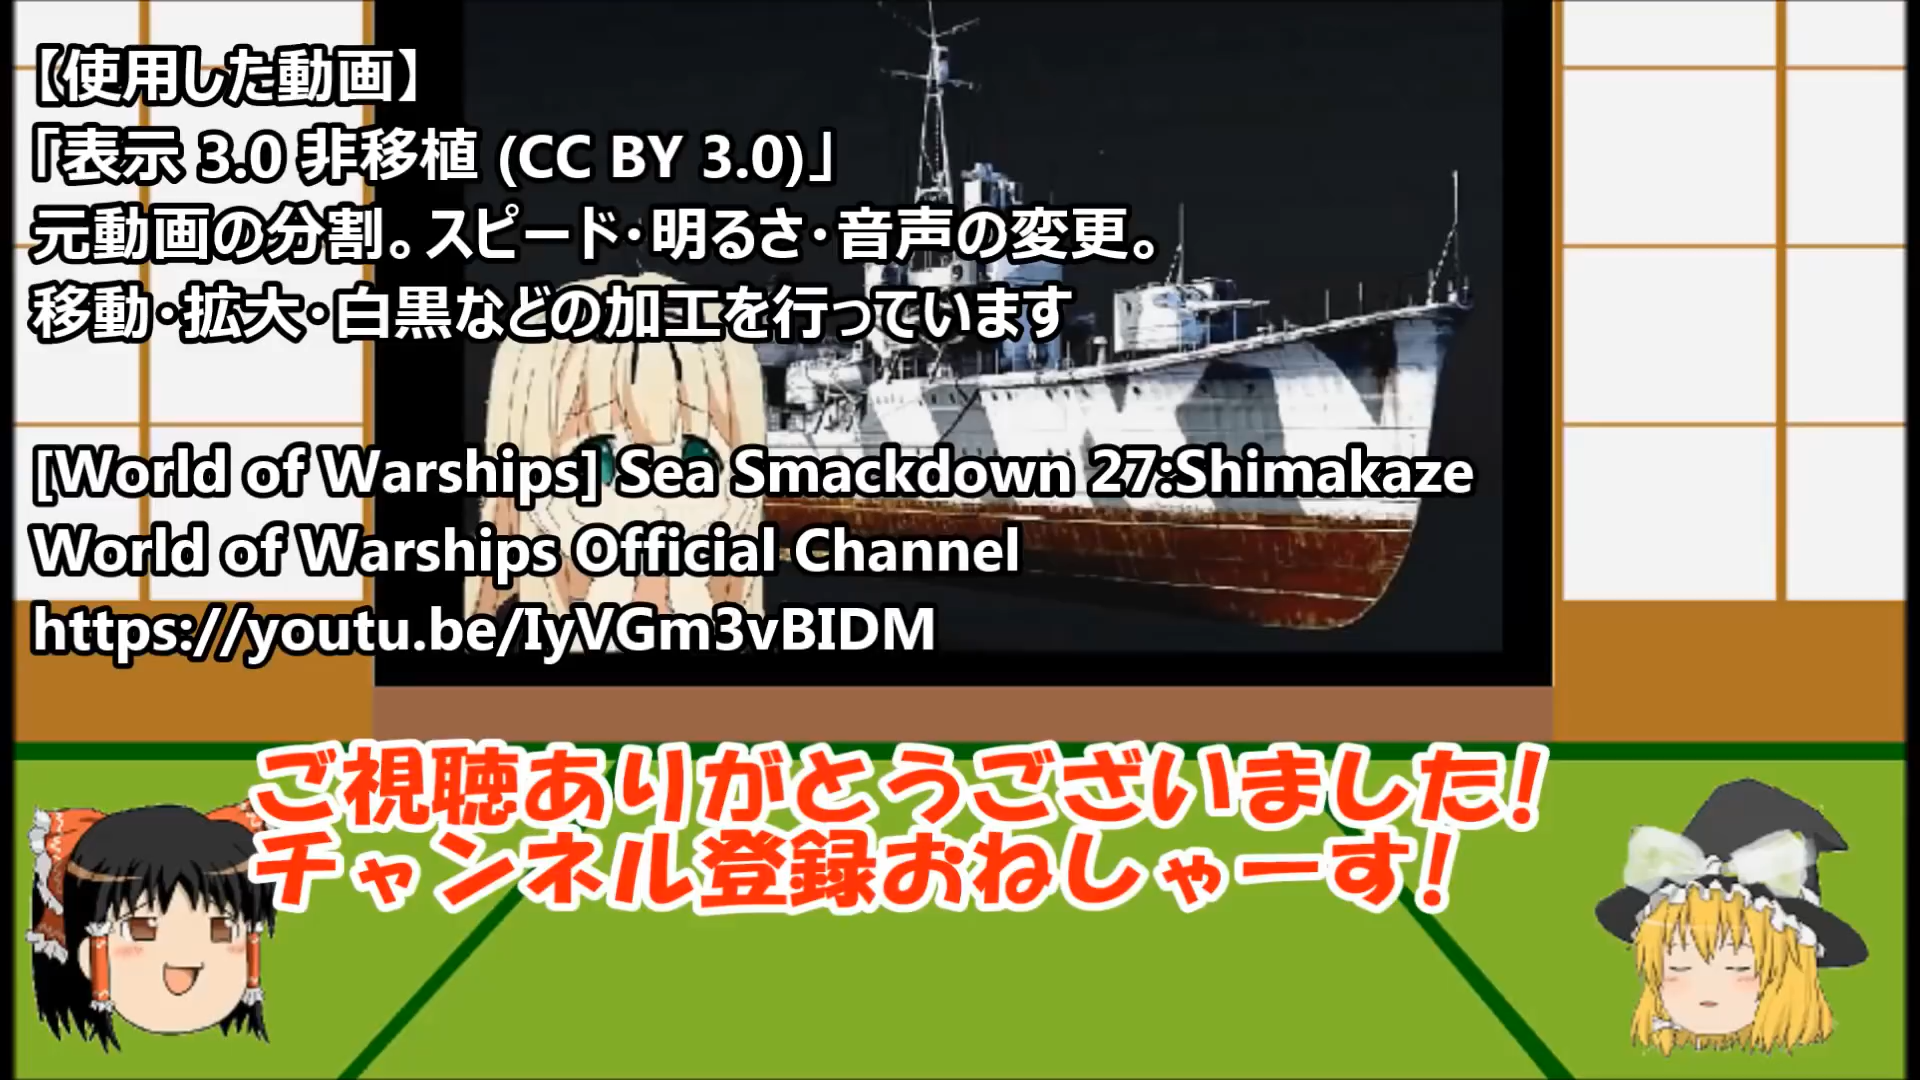 【使用した動画】
「表示 3.0 非移植 (CC BY 3.0)」
元動画の分割。スピード・明るさ・音声の変更。
移動・拡大・白黒などの加工を行っています
[World of Warships] Sea Smackdown 27:Shimakaze
World of Warships Official Channel
https://youtu.be/IyVGm3vBIDM
ご視聴ありがとうございました!
チャンネル登録おねしゃーす!